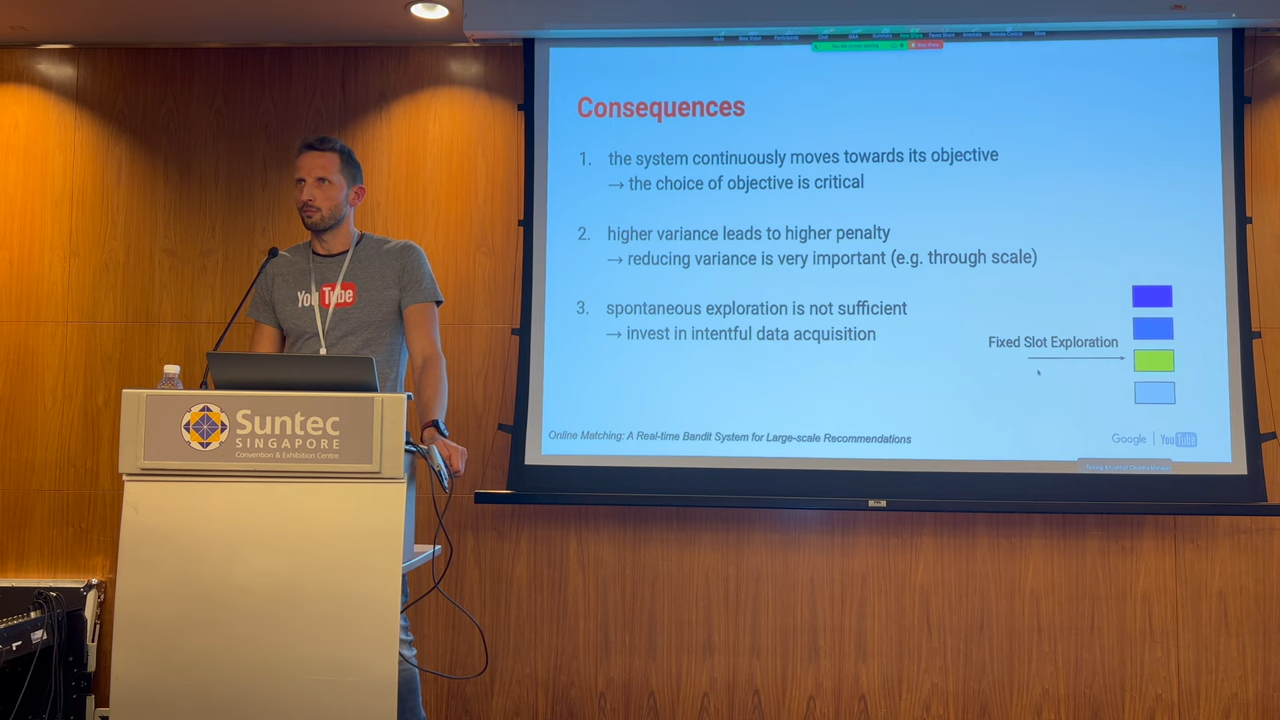 Consequences
1. the system continuously moves towards its objective
→ the choice of objective is critical
2. higher variance leads to higher penalty
→ reducing variance is very important (e.g. through scale)
3. spontaneous exploration is not sufficient
→ invest in intentful data acquisition
Fixed Slot Exploration
Online Matching: A Real-time Bandit System for Large-scale Recommendations
Google | YouTube
YouTube
Suntec
SINGAPORE
Convention & Exhibition Centre